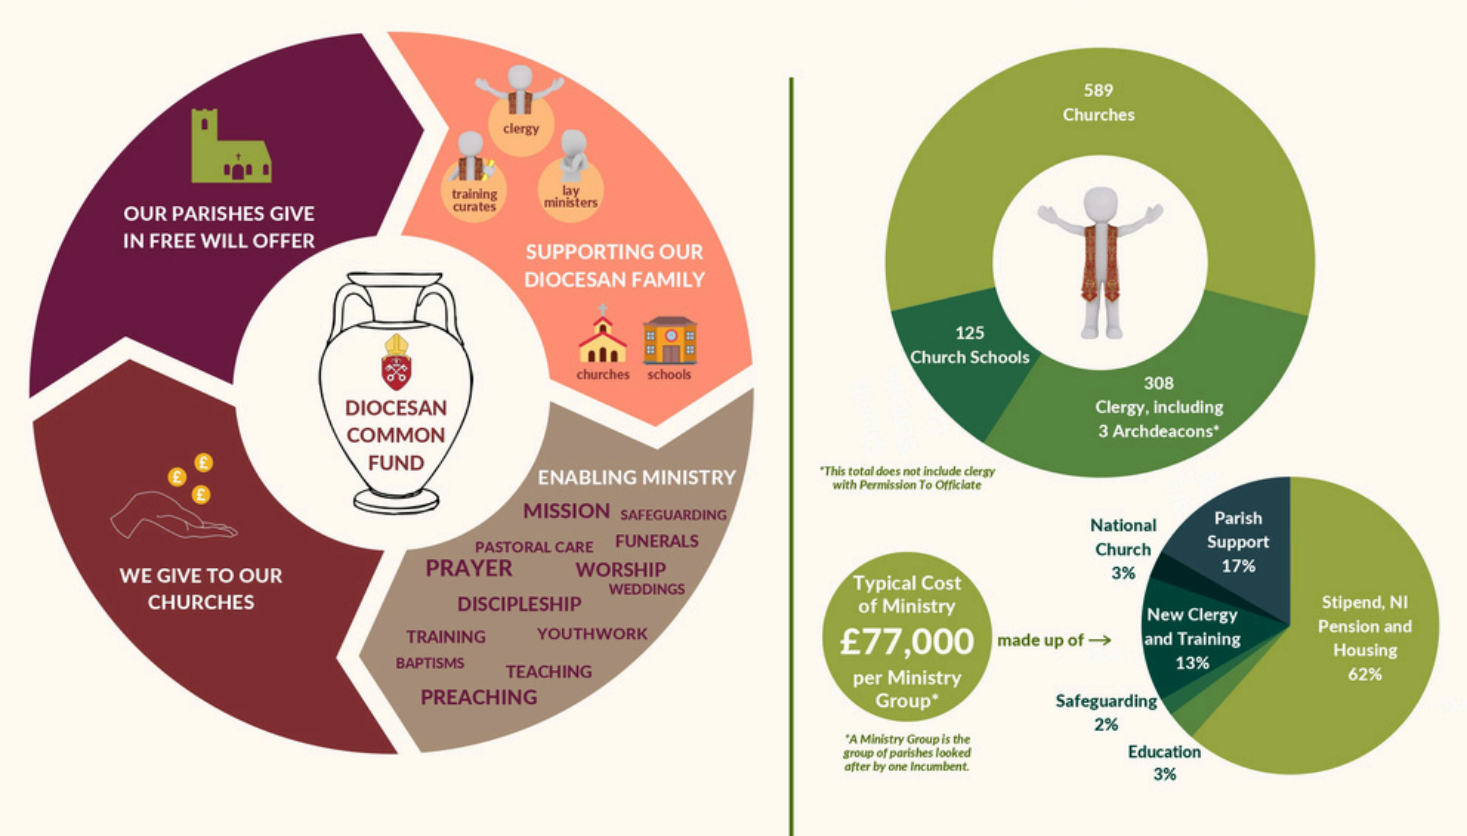 OUR PARISHES GIVE
IN FREE WILL OFFER
clergy
training
curates
lay
ministers
SUPPORTING OUR
DIOCESAN FAMILY
churches
schools
DIOCESAN
COMMON
FUND
WE GIVE TO OUR
CHURCHES
£
£
£
ENABLING MINISTRY
MISSION
SAFEGUARDING
PASTORAL CARE
FUNERALS
PRAYER
WORSHIP
WEDDINGS
DISCIPLESHIP
TRAINING
YOUTHWORK
BAPTISMS
TEACHING
PREACHING
589
Churches
125
Church Schools
308
Clergy, including
3 Archdeacons*
*This total does not include clergy
with Permission To Officiate
Typical Cost
of Ministry
£77,000
per Ministry
Group*
made up of →
*A Ministry Group is the
group of parishes looked
after by one Incumbent.
National
Church
3%
Parish
Support
17%
New Clergy
and Training
13%
Stipend, NI
Pension and
Housing
62%
Safeguarding
2%
Education
3%